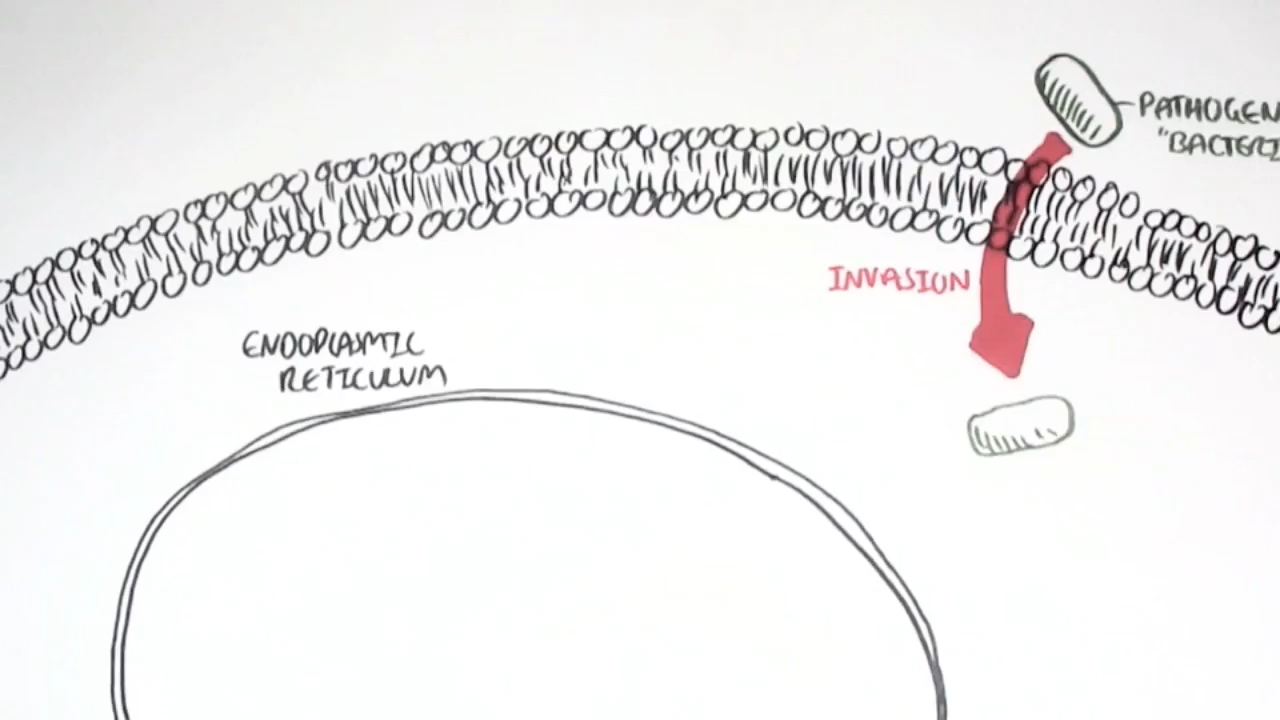 PATHOGEN
"BACTERI
INVASION
ENDOPLASMIC
RETICULUM